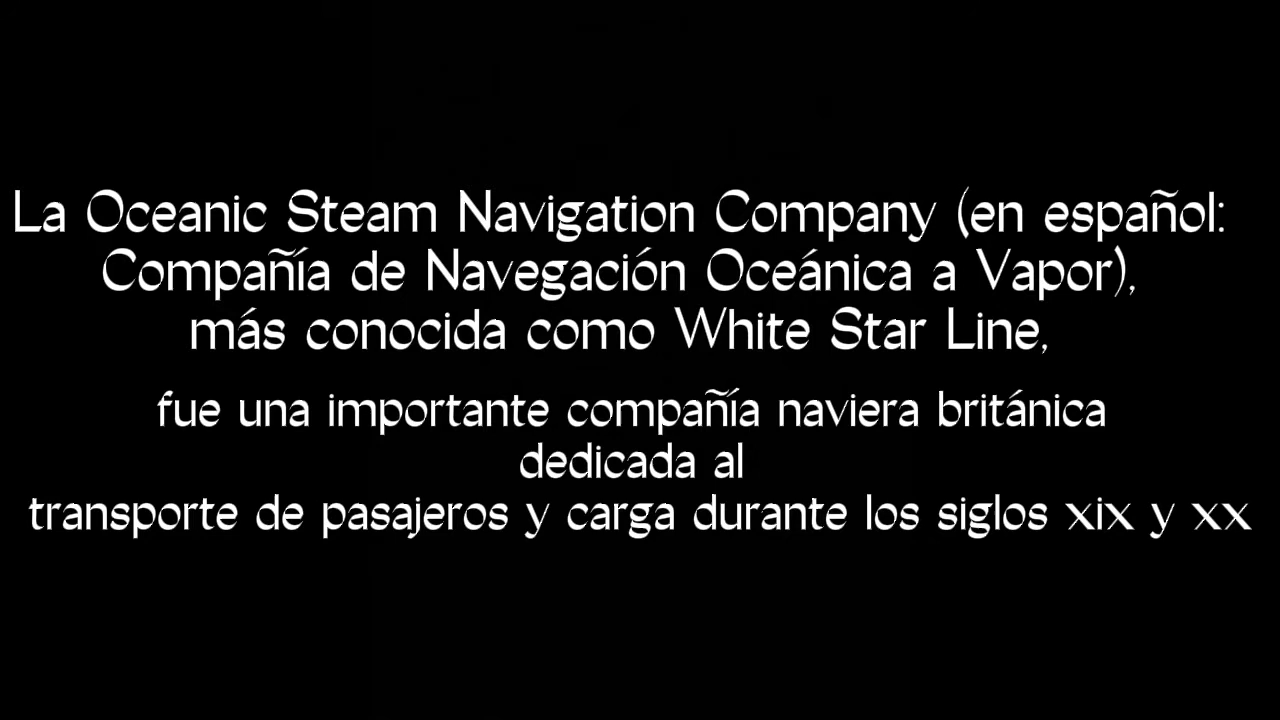 La Oceanic Steam Navigation Company (en español:
Compañía de Navegación Oceánica a Vapor),
más conocida como White Star Line,
fue una importante compañía naviera británica
dedicada al
transporte de pasajeros y carga durante los siglos xix y xx